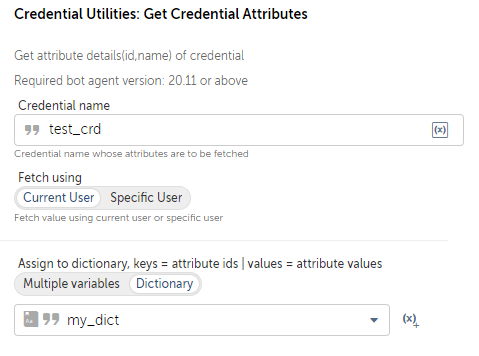 Credential Utilities: Get Credential Attributes
Get attribute details(id,name) of credential
Required bot agent version: 20.11 or above
Credential name
test_crd (x)
Credential name whose attributes are to be fetched
Fetch using
Current User Specific User
Fetch value using current user or specific user
Assign to dictionary, keys = attribute ids | values = attribute values
Multiple variables Dictionary
Aa my_dict (x)+